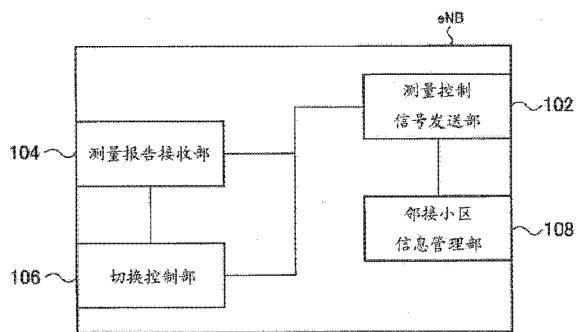 eNB
测量控制
信号发送部
102
104
测量报告接收部
邻接小区
信息管理部
108
106
切换控制部